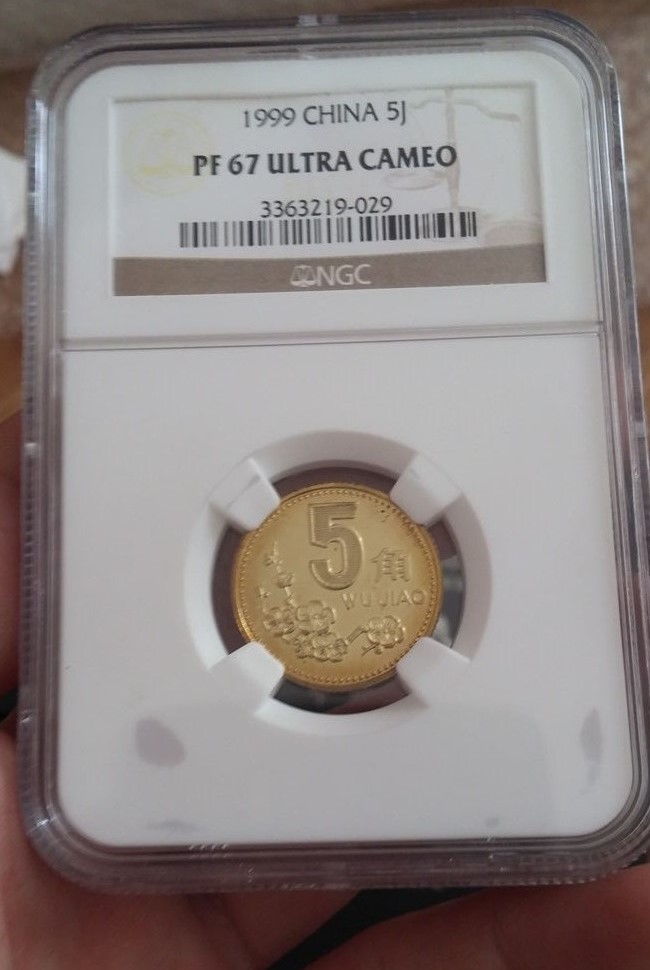 1999 CHINA 5J
PF 67 ULTRA CAMEO
3363219-029
NGC
5角
WU JIAO